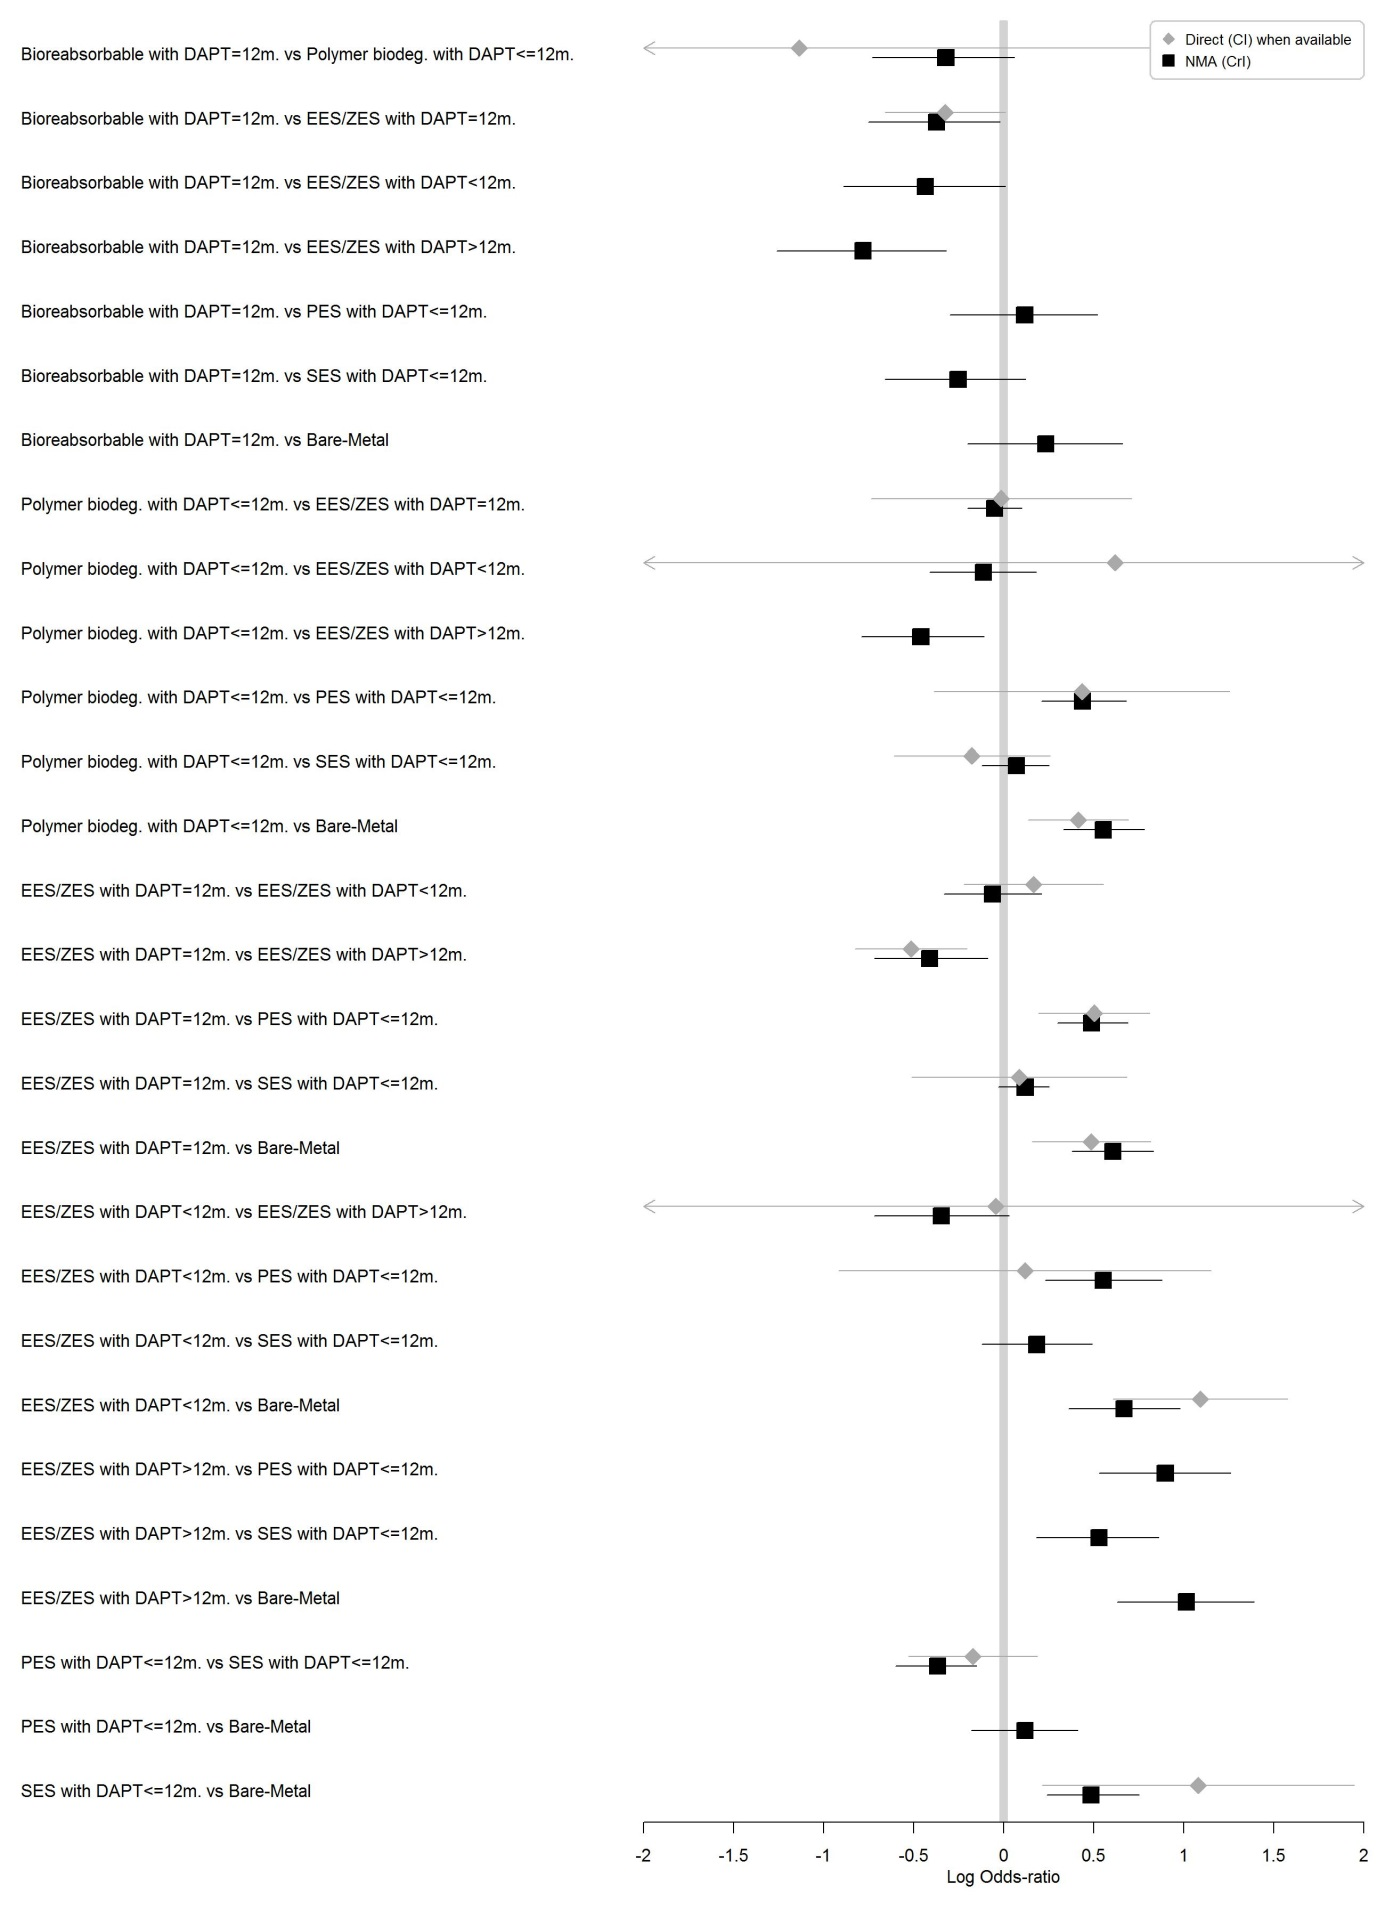 Direct (CI) when available
NMA (CrI)
Bioreabsorbable with DAPT=12m. vs Polymer biodeg. with DAPT<=12m.
Bioreabsorbable with DAPT=12m. vs EES/ZES with DAPT=12m.
Bioreabsorbable with DAPT=12m. vs EES/ZES with DAPT<12m.
Bioreabsorbable with DAPT=12m. vs EES/ZES with DAPT>12m.
Bioreabsorbable with DAPT=12m. vs PES with DAPT<=12m.
Bioreabsorbable with DAPT=12m. vs SES with DAPT<=12m.
Bioreabsorbable with DAPT=12m. vs Bare-Metal
Polymer biodeg. with DAPT<=12m. vs EES/ZES with DAPT=12m.
Polymer biodeg. with DAPT<=12m. vs EES/ZES with DAPT<12m.
Polymer biodeg. with DAPT<=12m. vs EES/ZES with DAPT>12m.
Polymer biodeg. with DAPT<=12m. vs PES with DAPT<=12m.
Polymer biodeg. with DAPT<=12m. vs SES with DAPT<=12m.
Polymer biodeg. with DAPT<=12m. vs Bare-Metal
EES/ZES with DAPT=12m. vs EES/ZES with DAPT<12m.
EES/ZES with DAPT=12m. vs EES/ZES with DAPT>12m.
EES/ZES with DAPT=12m. vs PES with DAPT<=12m.
EES/ZES with DAPT=12m. vs SES with DAPT<=12m.
EES/ZES with DAPT=12m. vs Bare-Metal
EES/ZES with DAPT<12m. vs EES/ZES with DAPT>12m.
EES/ZES with DAPT<12m. vs PES with DAPT<=12m.
EES/ZES with DAPT<12m. vs SES with DAPT<=12m.
EES/ZES with DAPT<12m. vs Bare-Metal
EES/ZES with DAPT>12m. vs PES with DAPT<=12m.
EES/ZES with DAPT>12m. vs SES with DAPT<=12m.
EES/ZES with DAPT>12m. vs Bare-Metal
PES with DAPT<=12m. vs SES with DAPT<=12m.
PES with DAPT<=12m. vs Bare-Metal
SES with DAPT<=12m. vs Bare-Metal
-2 -1.5 -1 -0.5 0 0.5 1 1.5 2
Log Odds-ratio